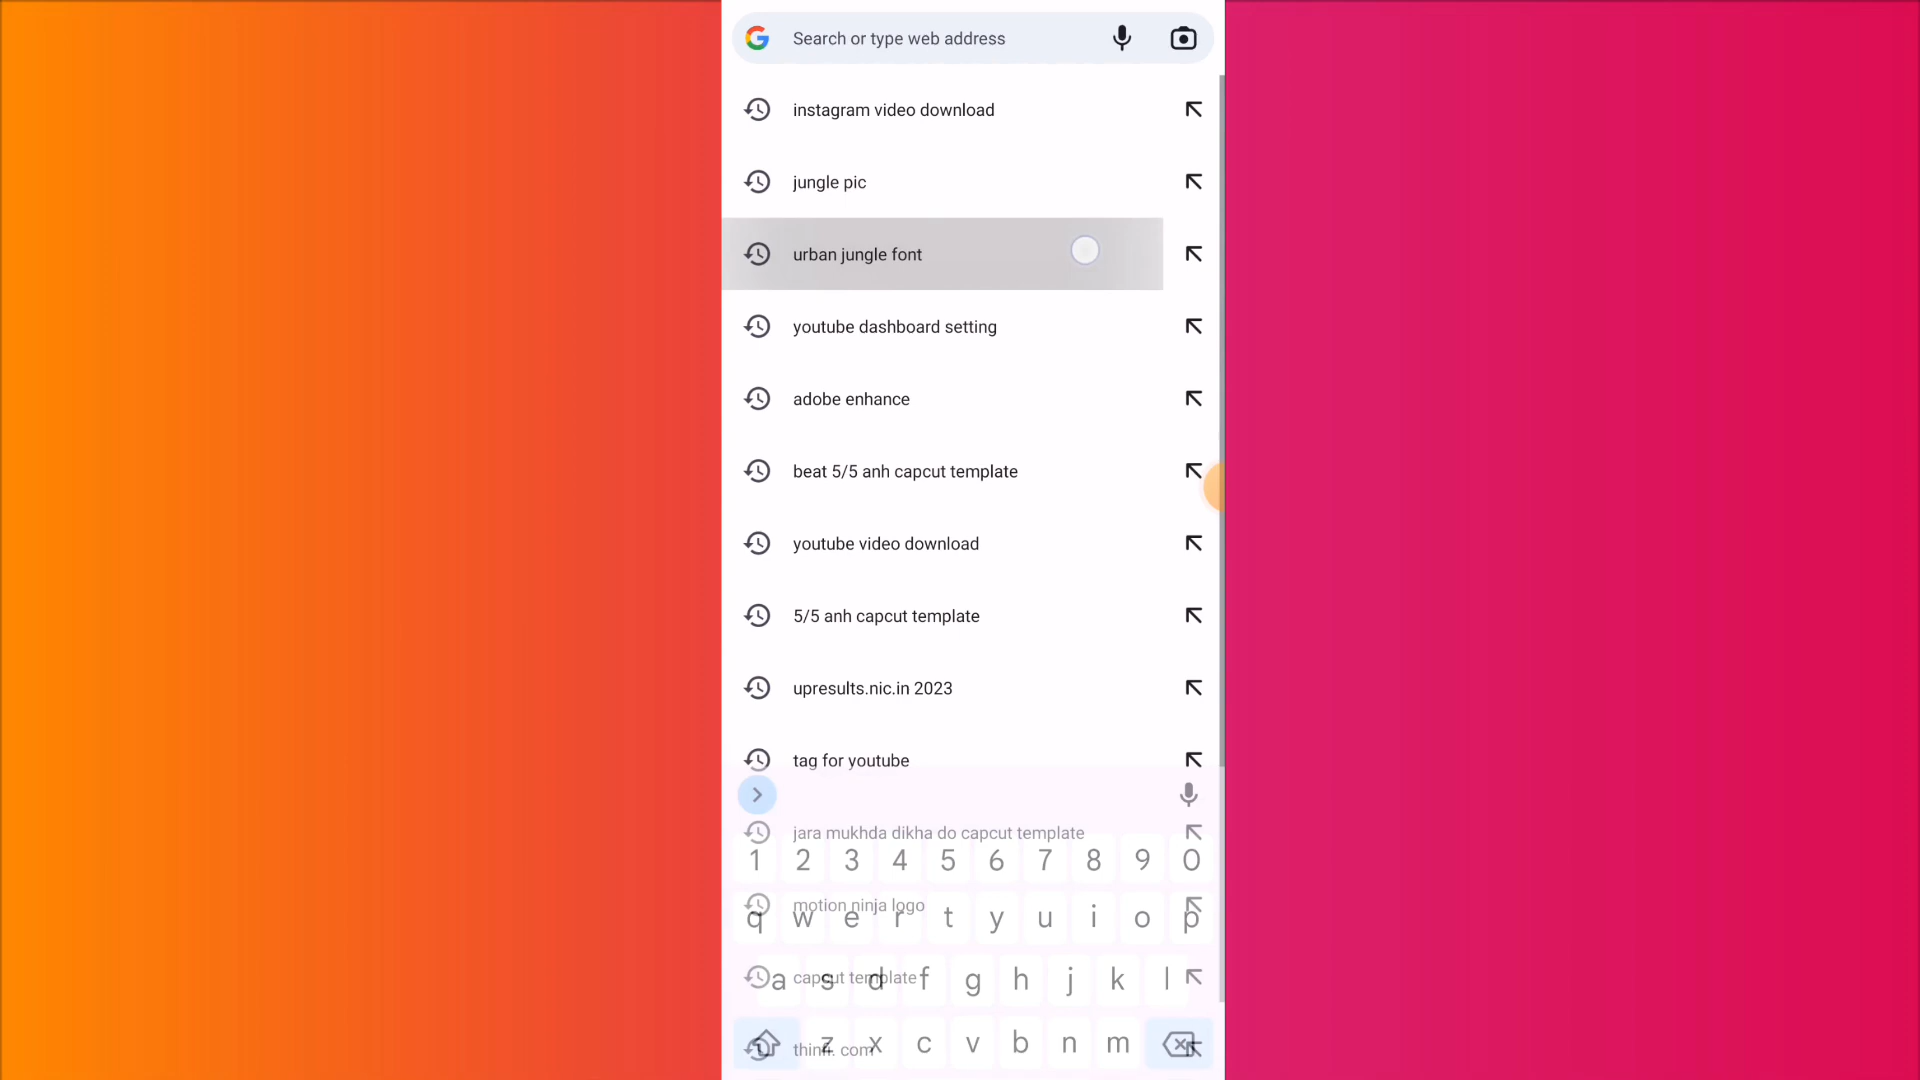 Search or type web address
instagram video download
jungle pic
urban jungle font
youtube dashboard setting
adobe enhance
beat 5/5 anh capcut template
youtube video download
5/5 anh capcut template
upresults.nic.in 2023
tag for youtube
jara mukhda dikha do capcut template
1 2 3 4 5 6 7 8 9 0
motion ninja logo
q w e r t y u i o p
capcut template
a s d f g h j k l
z x c v b n m